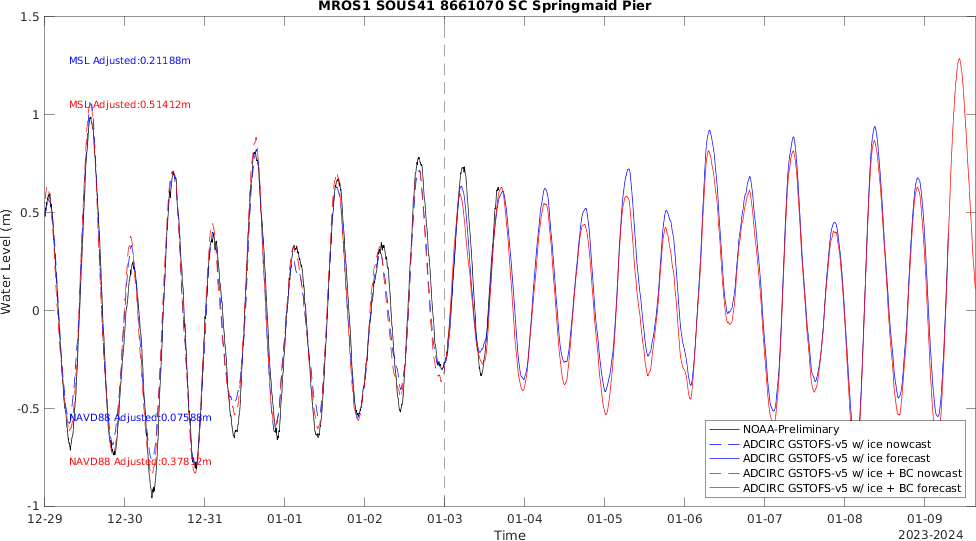 MROS1 SOUS41 8661070 SC Springmaid Pier
1.5
1
0.5
0
-0.5
-1
Water Level (m)
MSL Adjusted:0.21188m
MSL Adjusted:0.51412m
NAVD88 Adjusted:0.07588m
NAVD88 Adjusted:0.37812m
NOAA-Preliminary
ADCIRC GSTOFS-v5 w/ ice nowcast
ADCIRC GSTOFS-v5 w/ ice forecast
ADCIRC GSTOFS-v5 w/ ice + BC nowcast
ADCIRC GSTOFS-v5 w/ ice + BC forecast
12-29 12-30 12-31 01-01 01-02 01-03 01-04 01-05 01-06 01-07 01-08 01-09
Time
2023-2024